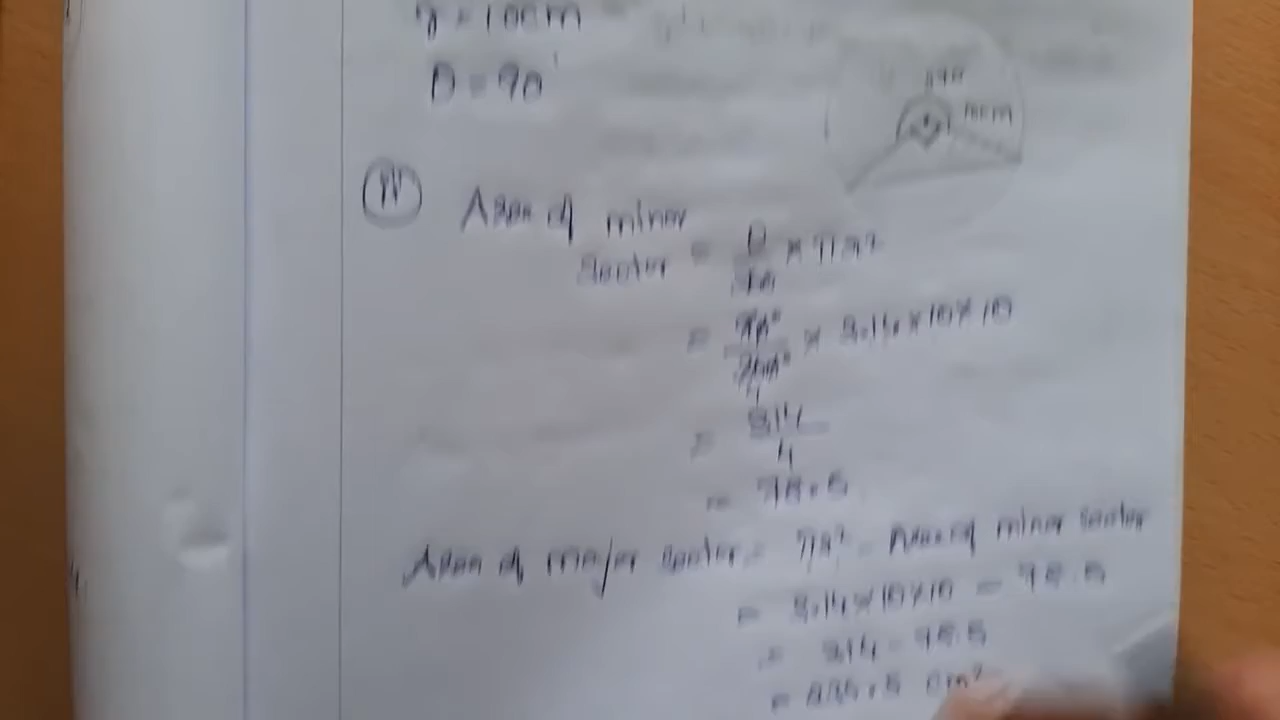 r = 10cm
θ = 90°
10cm
Area of minor
sector = θ/360 × πr²
= 90°/360° × 3.14×10×10
4
= 314/4
= 78.5
Area of major sector = πr² - Area of minor sector
= 3.14×10×10 - 78.5
= 314 - 78.5
= 235.5 cm²